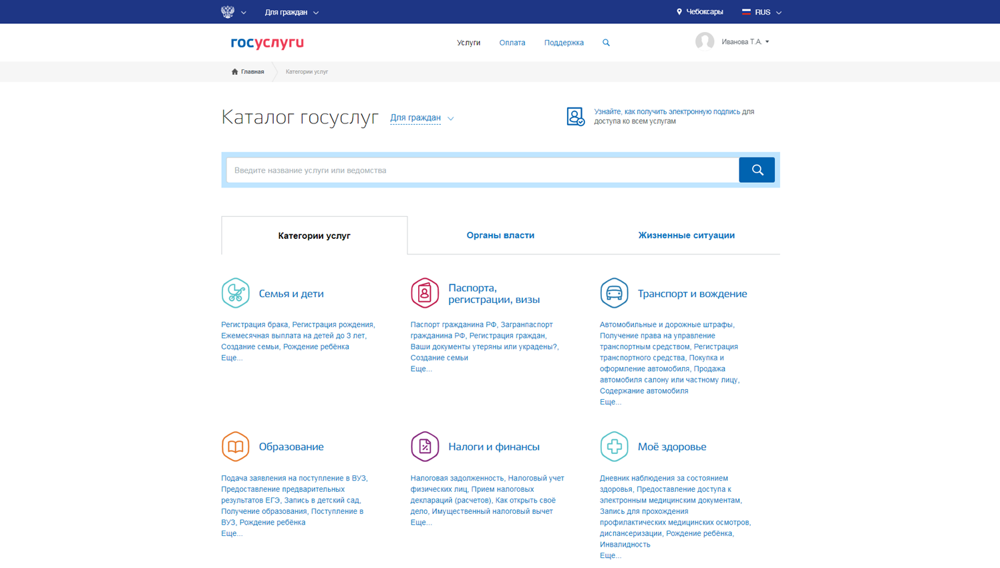 Для граждан
Чебоксары
RUS
госуслуги
Услуги
Оплата
Поддержка
Иванова Т.А.
Главная
Категории услуг
Каталог госуслуг
Для граждан
Узнайте, как получить электронную подпись для
доступа ко всем услугам
Введите название услуги или ведомства
Категории услуг
Органы власти
Жизненные ситуации
Семья и дети
Регистрация брака, Регистрация рождения,
Ежемесячная выплата на детей до 3 лет,
Создание семьи, Рождение ребёнка
Еще...
Паспорта,
регистрации, визы
Паспорт гражданина РФ, Загранпаспорт
гражданина РФ, Регистрация граждан,
Ваши документы утеряны или украдены?,
Создание семьи
Еще...
Транспорт и вождение
Автомобильные и дорожные штрафы,
Получение права на управление
транспортным средством, Регистрация
транспортного средства, Покупка и
оформление автомобиля, Продажа
автомобиля салону или частному лицу,
Содержание автомобиля
Еще...
Образование
Подача заявления на поступление в ВУЗ,
Предоставление предварительных
результатов ЕГЭ, Запись в детский сад,
Получение образования, Поступление в
ВУЗ, Рождение ребёнка
Еще...
Налоги и финансы
Налоговая задолженность, Налоговый учет
физических лиц, Прием налоговых
деклараций (расчетов), Как открыть своё
дело, Имущественный налоговый вычет
Еще...
Моё здоровье
Дневник наблюдения за состоянием
здоровья, Предоставление доступа к
электронным медицинским документам,
Запись для прохождения
профилактических медицинских осмотров,
диспансеризации, Рождение ребёнка,
Инвалидность
Еще...